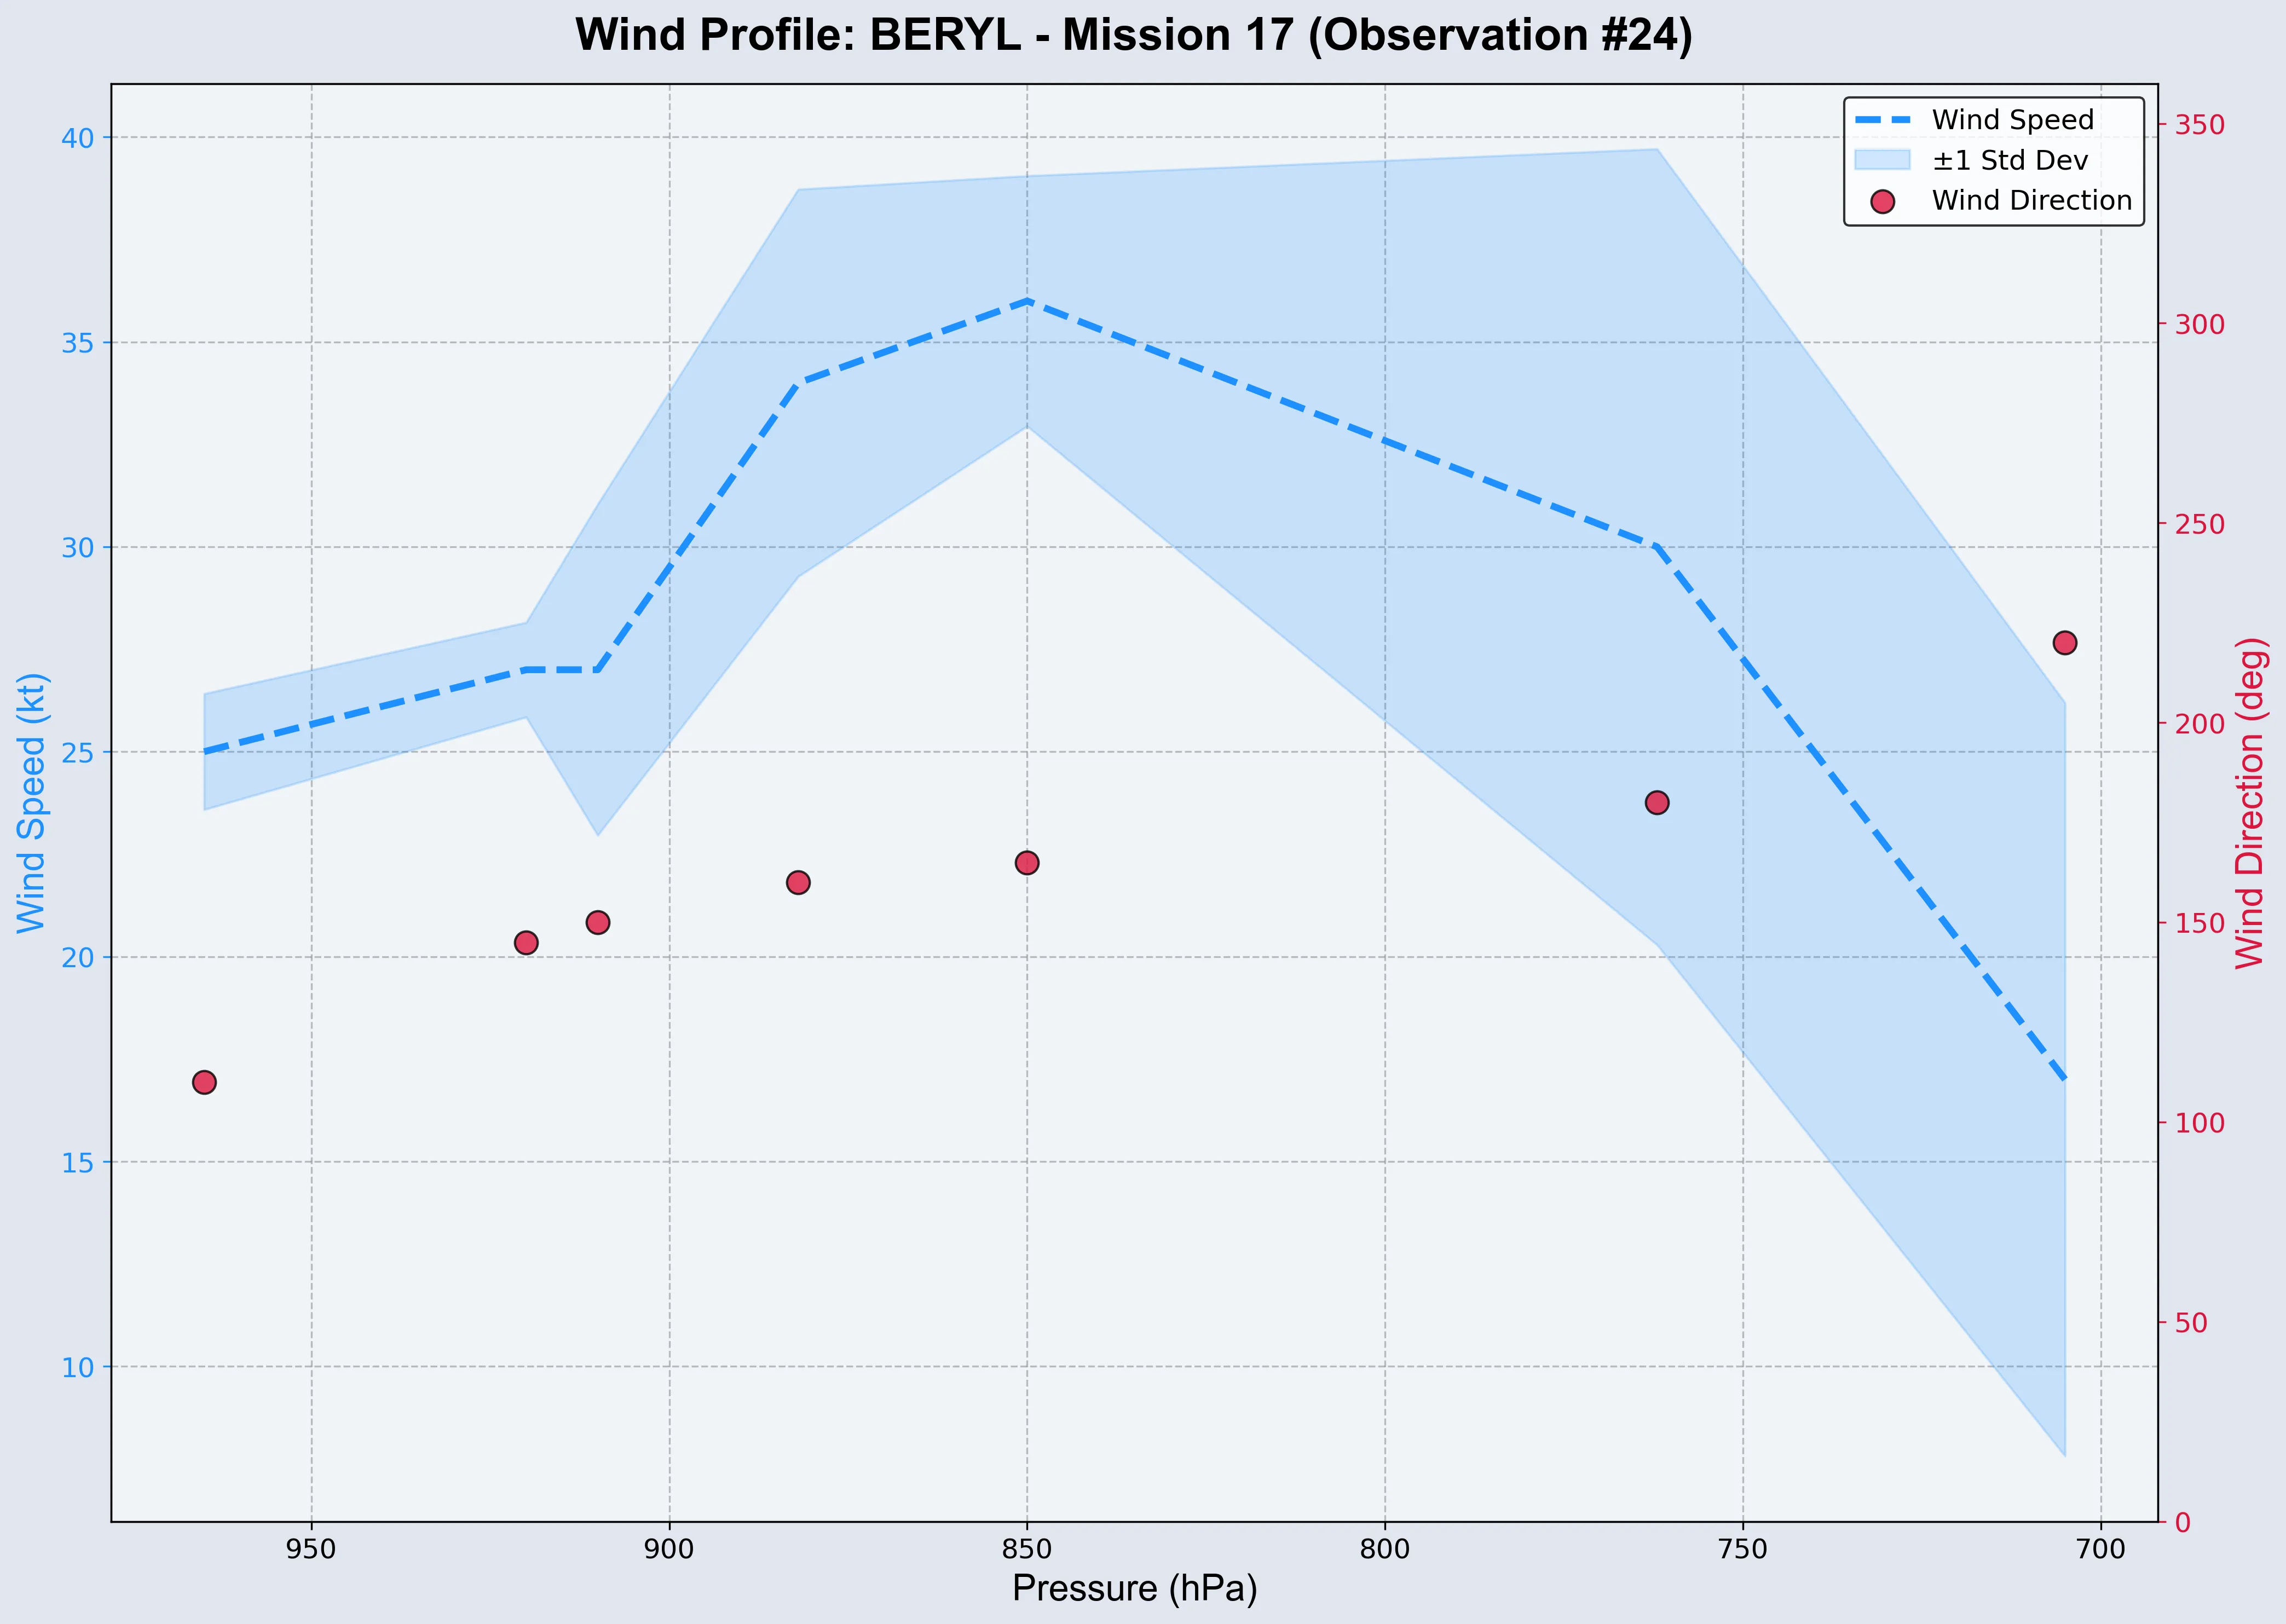 Wind Profile: BERYL - Mission 17 (Observation #24)
Wind Speed
±1 Std Dev
Wind Direction
40
35
30
25
20
15
10
Wind Speed (kt)
350
300
250
200
150
100
50
0
Wind Direction (deg)
950 900 850 800 750 700
Pressure (hPa)